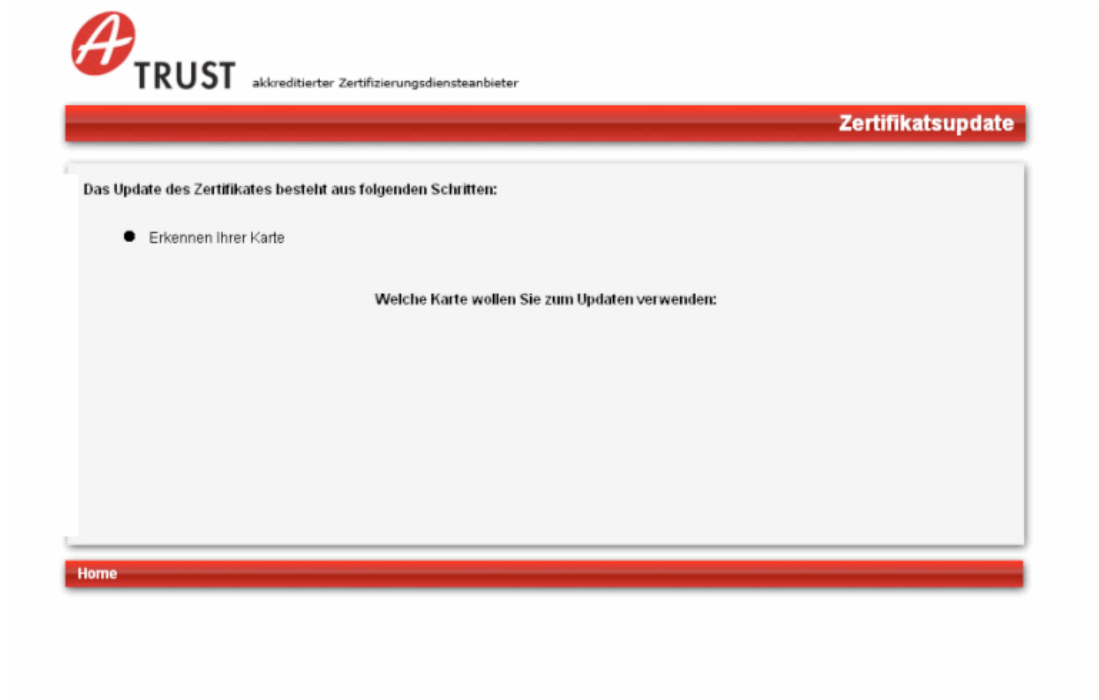 A
TRUST akkreditierter Zertifizierungsdiensteanbieter
Zertifikatsupdate
Das Update des Zertifikates besteht aus folgenden Schritten:
Erkennen Ihrer Karte
Welche Karte wollen Sie zum Updaten verwenden:
Home